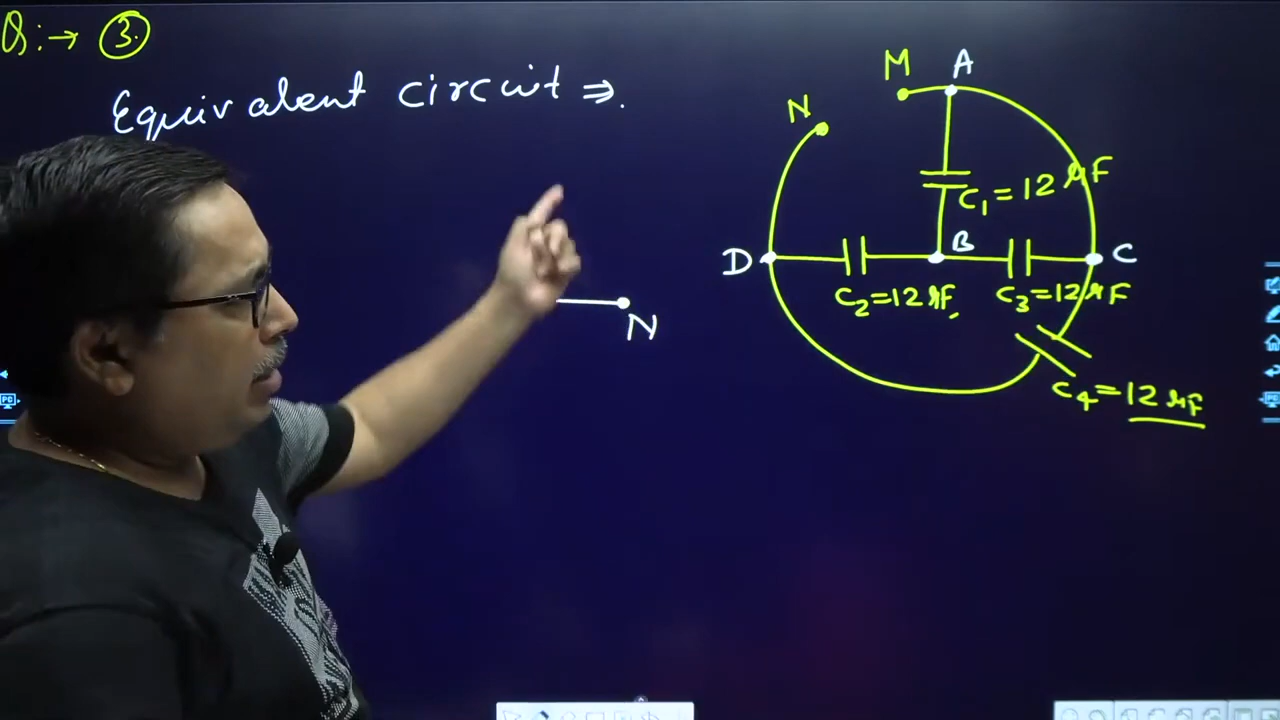 Q:→ 3.
Equivalent circuit ⇒.
M A
N
C₁=12 μF
D B C
C₂=12 μF. C₃=12 μF
N
C₄=12 μF